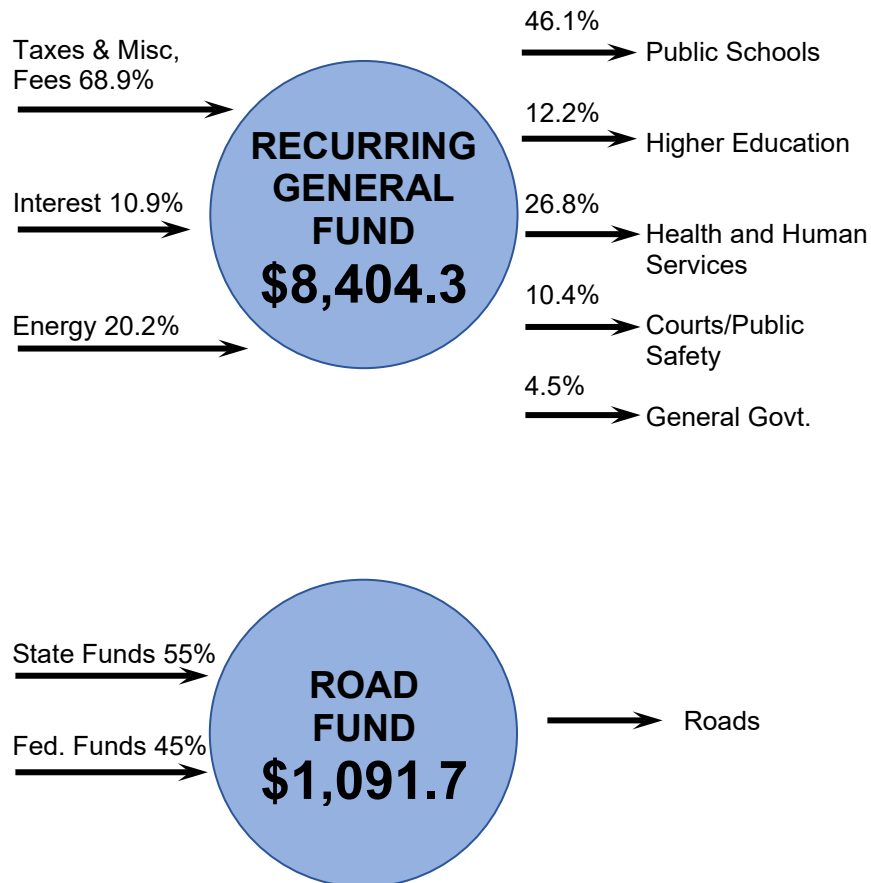 Taxes & Misc,
Fees 68.9%
Interest 10.9%
Energy 20.2%
RECURRING
GENERAL
FUND
$8,404.3
46.1%
Public Schools
12.2%
Higher Education
26.8%
Health and Human
Services
10.4%
Courts/Public
Safety
4.5%
General Govt.
State Funds 55%
Fed. Funds 45%
ROAD
FUND
$1,091.7
Roads